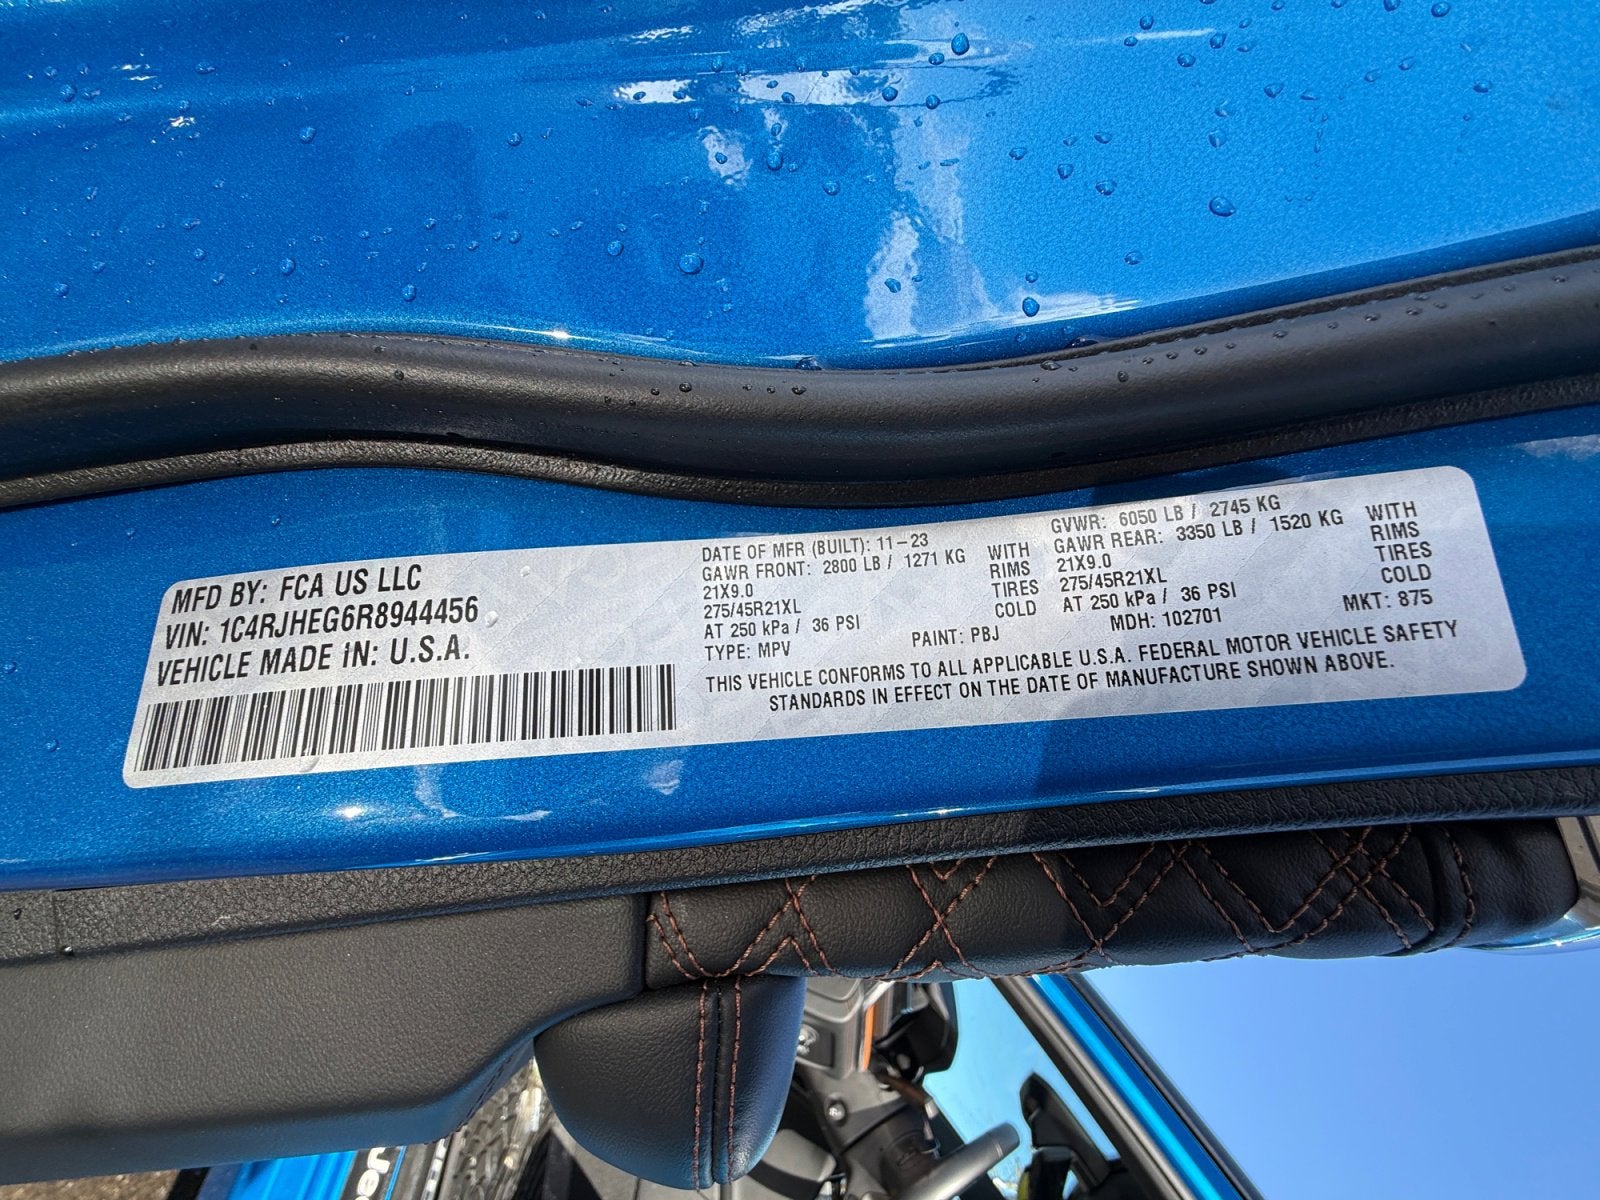 MFD BY: FCA US LLC
VIN: 1C4RJHEG6R8944456
VEHICLE MADE IN: U.S.A.
DATE OF MFR (BUILT): 11-23
GAWR FRONT: 2800 LB / 1271 KG WITH
21X9.0 RIMS
275/45R21XL TIRES
AT 250 kPa / 36 PSI COLD
TYPE: MPV PAINT: PBJ
GVWR: 6050 LB / 2745 KG
GAWR REAR: 3350 LB / 1520 KG WITH
21X9.0 RIMS
275/45R21XL TIRES
AT 250 kPa / 36 PSI COLD
MDH: 102701 MKT: 875
THIS VEHICLE CONFORMS TO ALL APPLICABLE U.S.A. FEDERAL MOTOR VEHICLE SAFETY
STANDARDS IN EFFECT ON THE DATE OF MANUFACTURE SHOWN ABOVE.